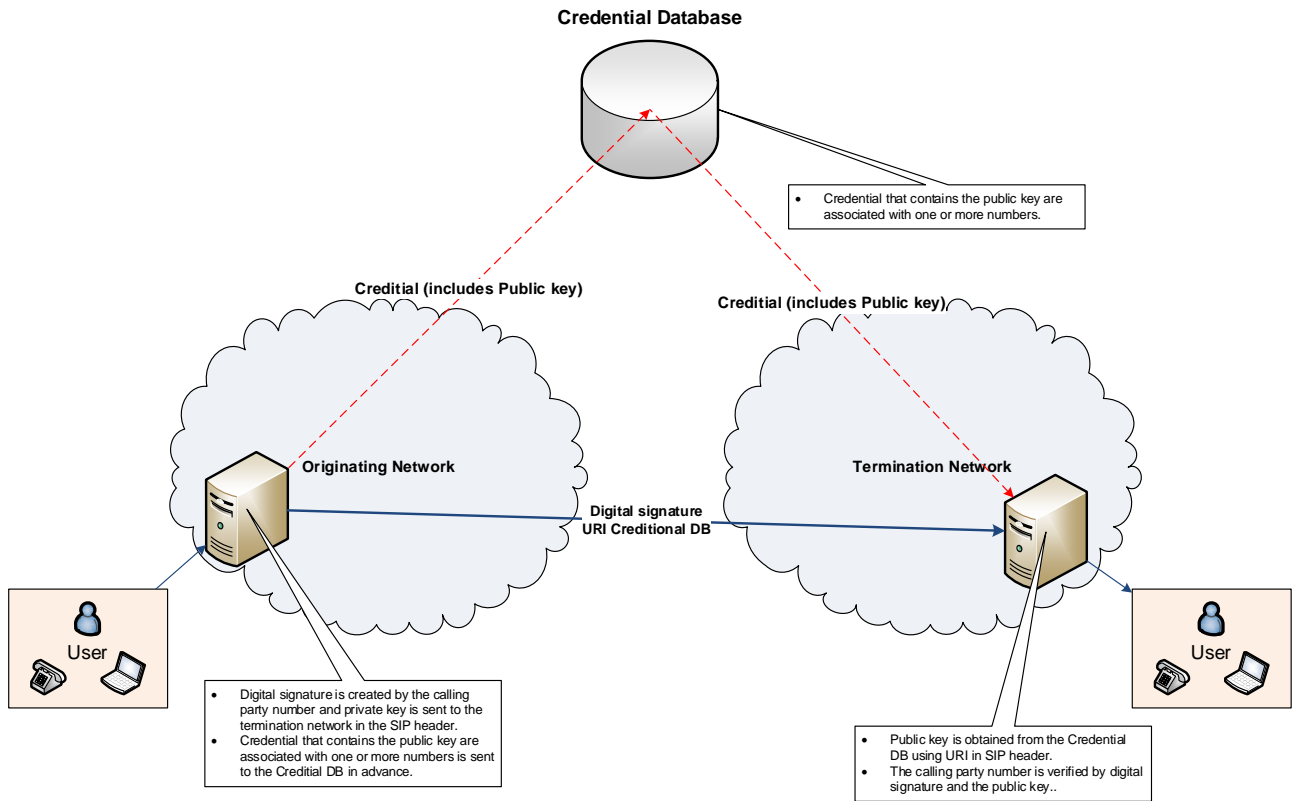 Credential Database
• Credential that contains the public key are
associated with one or more numbers.
Creditial (includes Public key)
Creditial (includes Public key)
Originating Network
Termination Network
Digital signature
URI Creditional DB
User
User
• Digital signature is created by the calling
party number and private key is sent to the
termination network in the SIP header.
• Credential that contains the public key are
associated with one or more numbers is sent
to the Creditial DB in advance.
• Public key is obtained from the Credential
DB using URI in SIP header.
• The calling party number is verified by digital
signature and the public key..